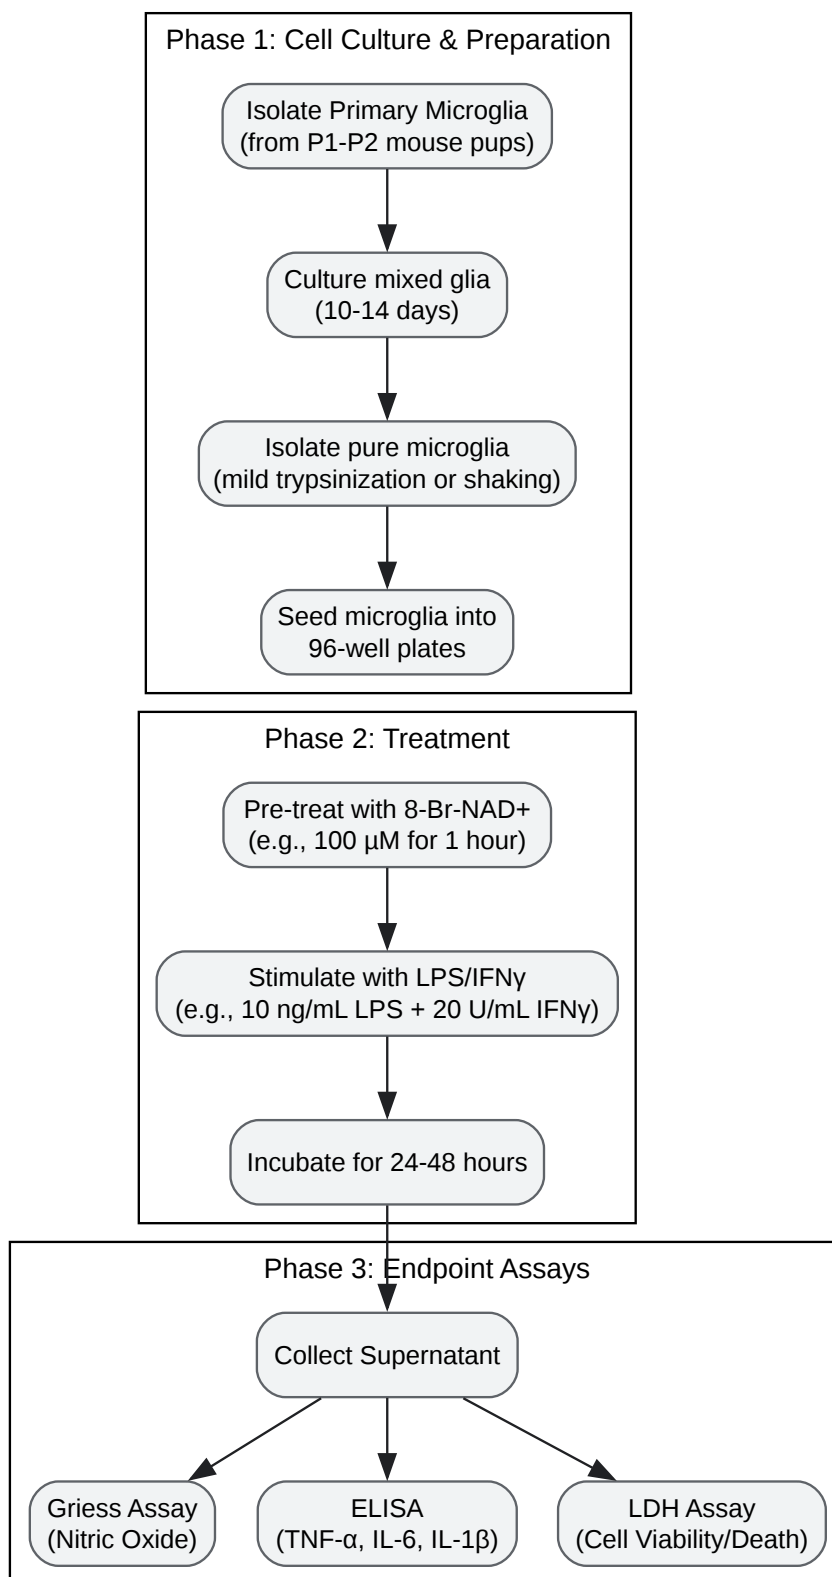 Phase 1: Cell Culture & Preparation
Isolate Primary Microglia
(from P1-P2 mouse pups)
Culture mixed glia
(10-14 days)
Isolate pure microglia
(mild trypsinization or shaking)
Seed microglia into
96-well plates
Phase 2: Treatment
Pre-treat with 8-Br-NAD+
(e.g., 100 µM for 1 hour)
Stimulate with LPS/IFNγ
(e.g., 10 ng/mL LPS + 20 U/mL IFNγ)
Incubate for 24-48 hours
Phase 3: Endpoint Assays
Collect Supernatant
Griess Assay
(Nitric Oxide)
ELISA
(TNF-α, IL-6, IL-1β)
LDH Assay
(Cell Viability/Death)